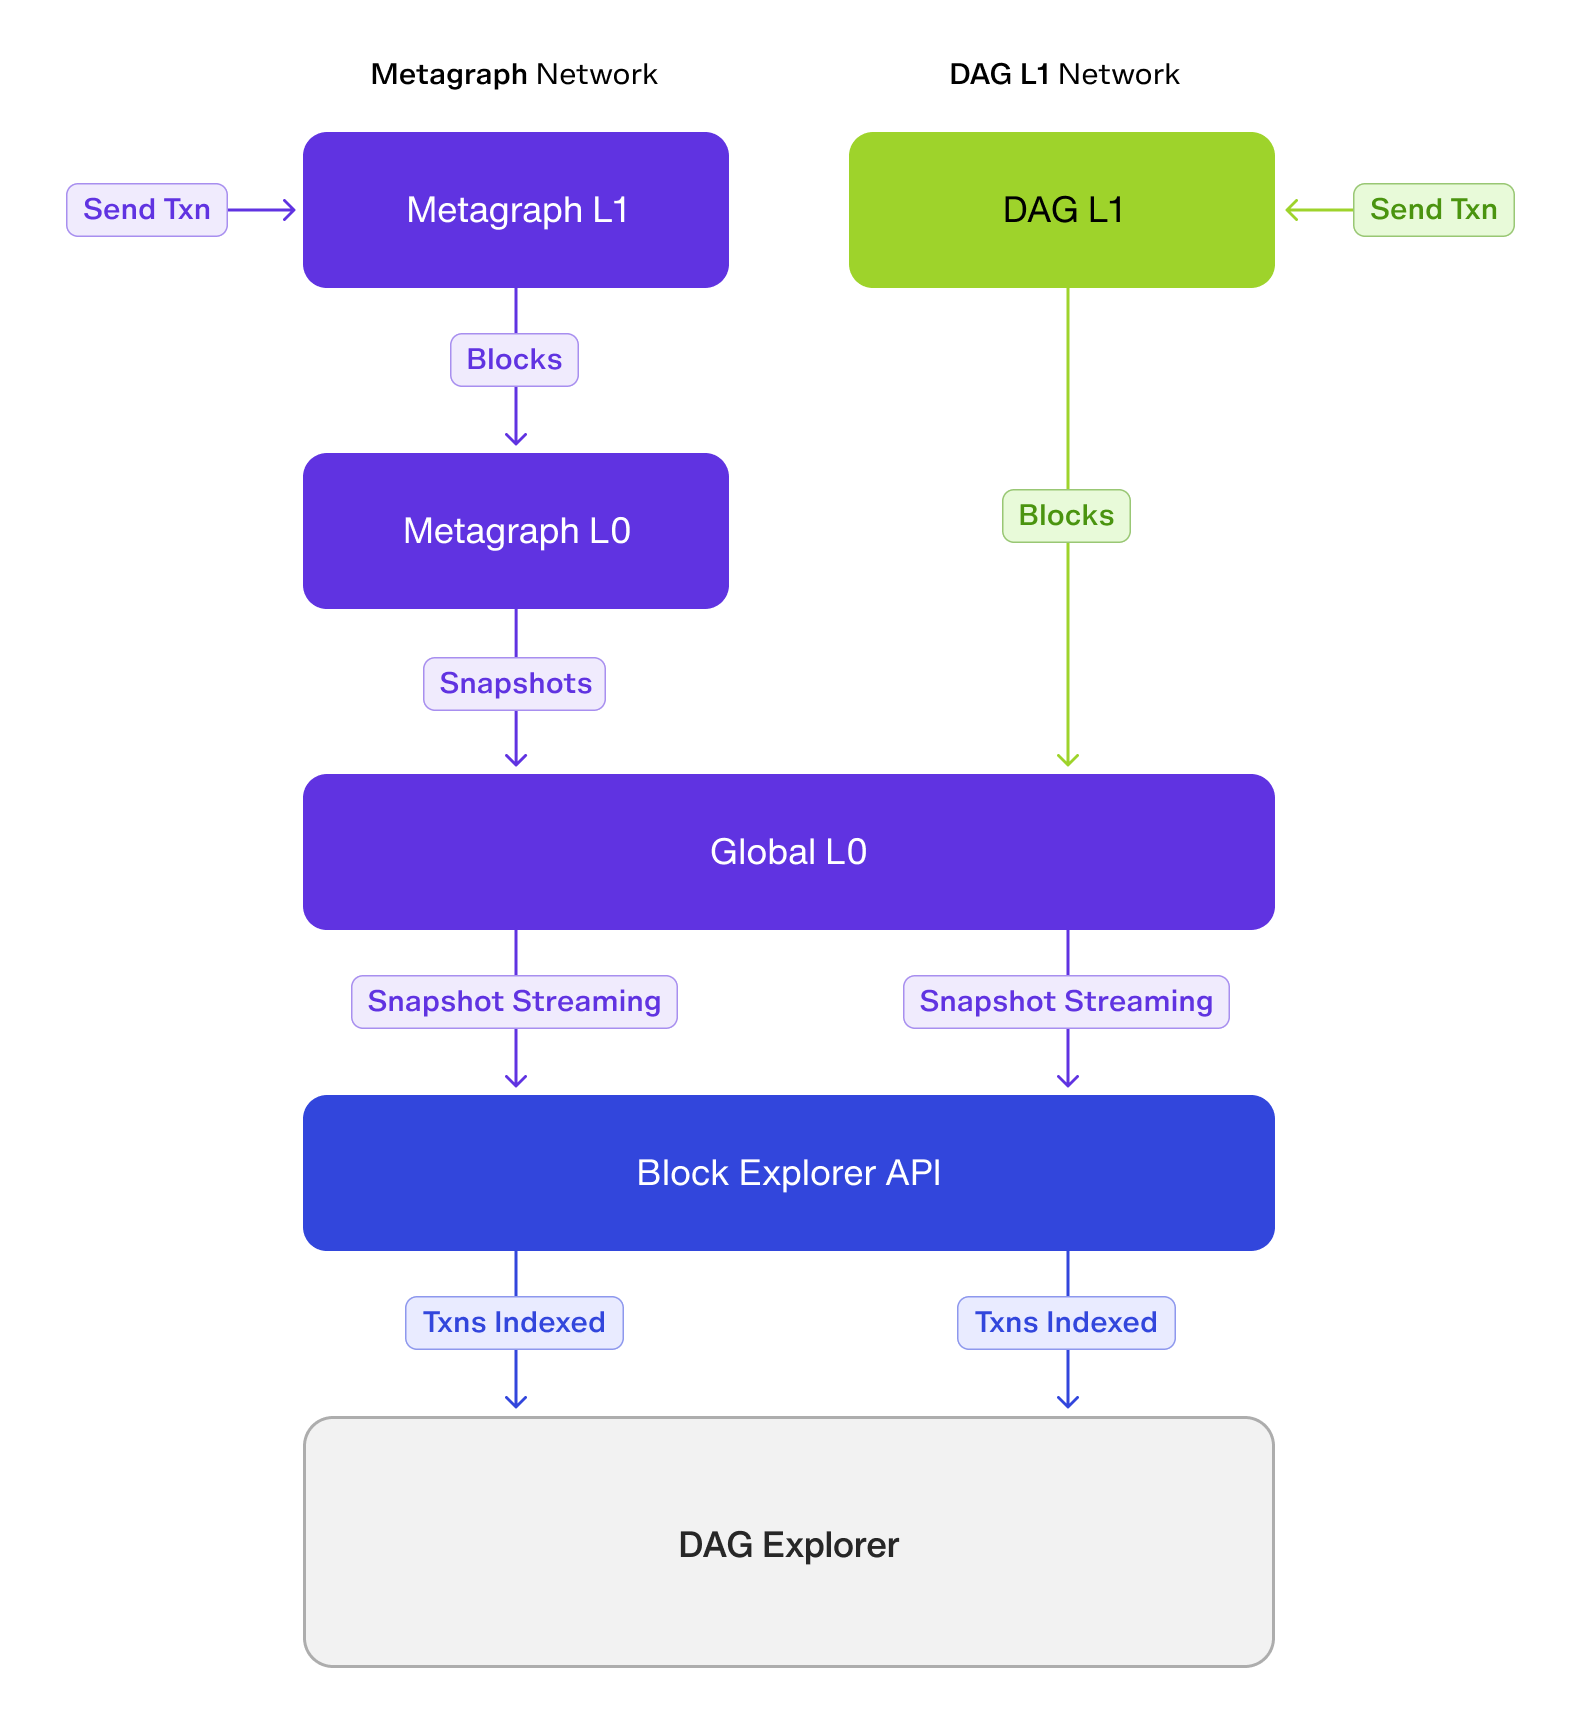 Metagraph Network
DAG L1 Network
Send Txn
Metagraph L1
DAG L1
Send Txn
Blocks
Metagraph L0
Blocks
Snapshots
Global L0
Snapshot Streaming
Snapshot Streaming
Block Explorer API
Txns Indexed
Txns Indexed
DAG Explorer